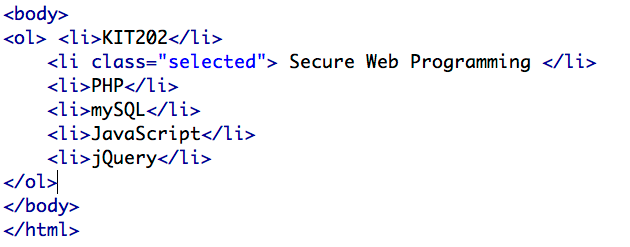 <body>
<ol> <li>KIT202</li>
<li class="selected"> Secure Web Programming </li>
<li>PHP</li>
<li>mySQL</li>
<li>JavaScript</li>
<li>jQuery</li>
</ol>
</body>
</html>